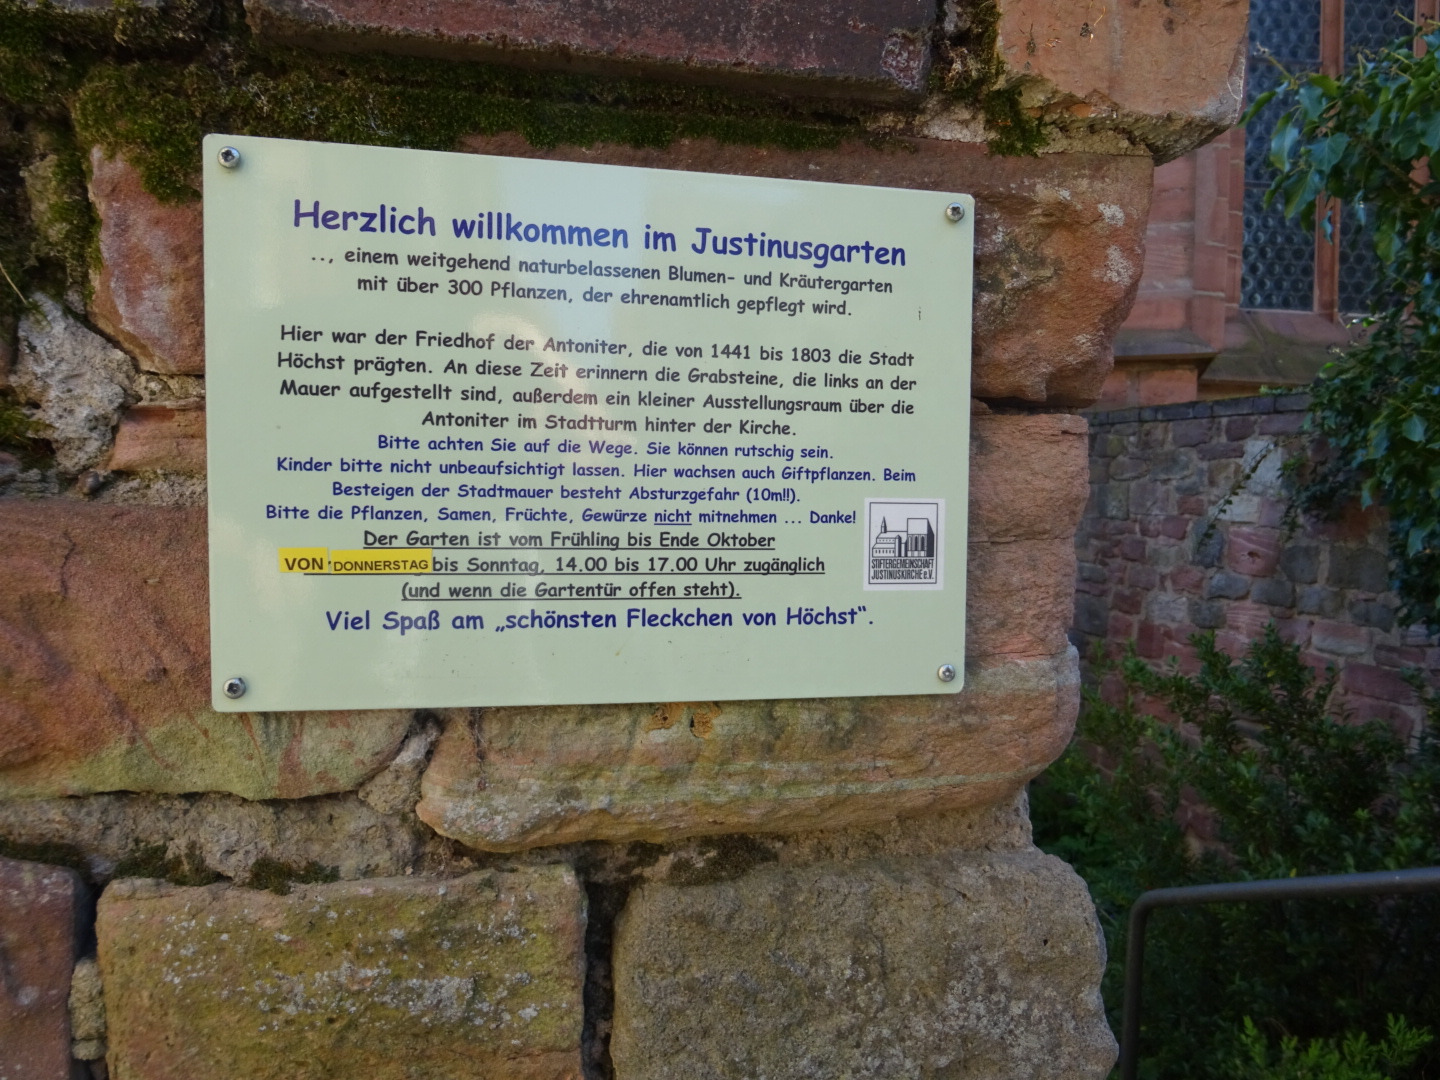 Herzlich willkommen im Justinusgarten
.., einem weitgehend naturbelassenen Blumen- und Kräutergarten
mit über 300 Pflanzen, der ehrenamtlich gepflegt wird.
Hier war der Friedhof der Antoniter, die von 1441 bis 1803 die Stadt
Höchst prägten. An diese Zeit erinnern die Grabsteine, die links an der
Mauer aufgestellt sind, außerdem ein kleiner Ausstellungsraum über die
Antoniter im Stadtturm hinter der Kirche.
Bitte achten Sie auf die Wege. Sie können rutschig sein.
Kinder bitte nicht unbeaufsichtigt lassen. Hier wachsen auch Giftpflanzen. Beim
Besteigen der Stadtmauer besteht Absturzgefahr (10m!!).
Bitte die Pflanzen, Samen, Früchte, Gewürze nicht mitnehmen ... Danke!
Der Garten ist vom Frühling bis Ende Oktober
VON DONNERSTAG bis Sonntag, 14.00 bis 17.00 Uhr zugänglich
(und wenn die Gartentür offen steht).
Viel Spaß am „schönsten Fleckchen von Höchst“.
STIFTERGEMEINSCHAFT
JUSTINUSKIRCHE e.V.